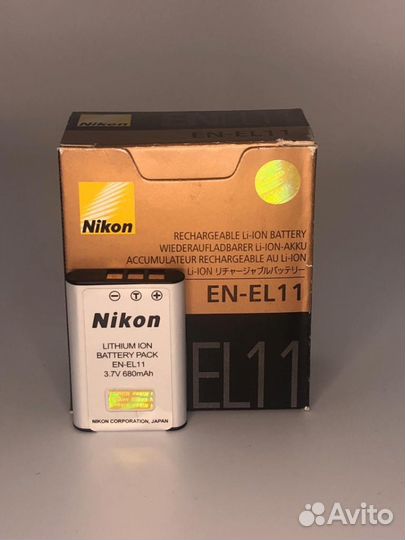 EN-EL11
Nikon
Nikon
RECHARGEABLE Li-ION BATTERY
WIEDERAUFLADBARER Li-ION-AKKU
ACCUMULATEUR RECHARGEABLE AU Li-ION
Li-ION リチャージャブルバッテリー
EN-EL11
EL11
− T +
Nikon
LITHIUM ION
BATTERY PACK
EN-EL11
3.7V 680mAh
NIKON CORPORATION, JAPAN
Avito